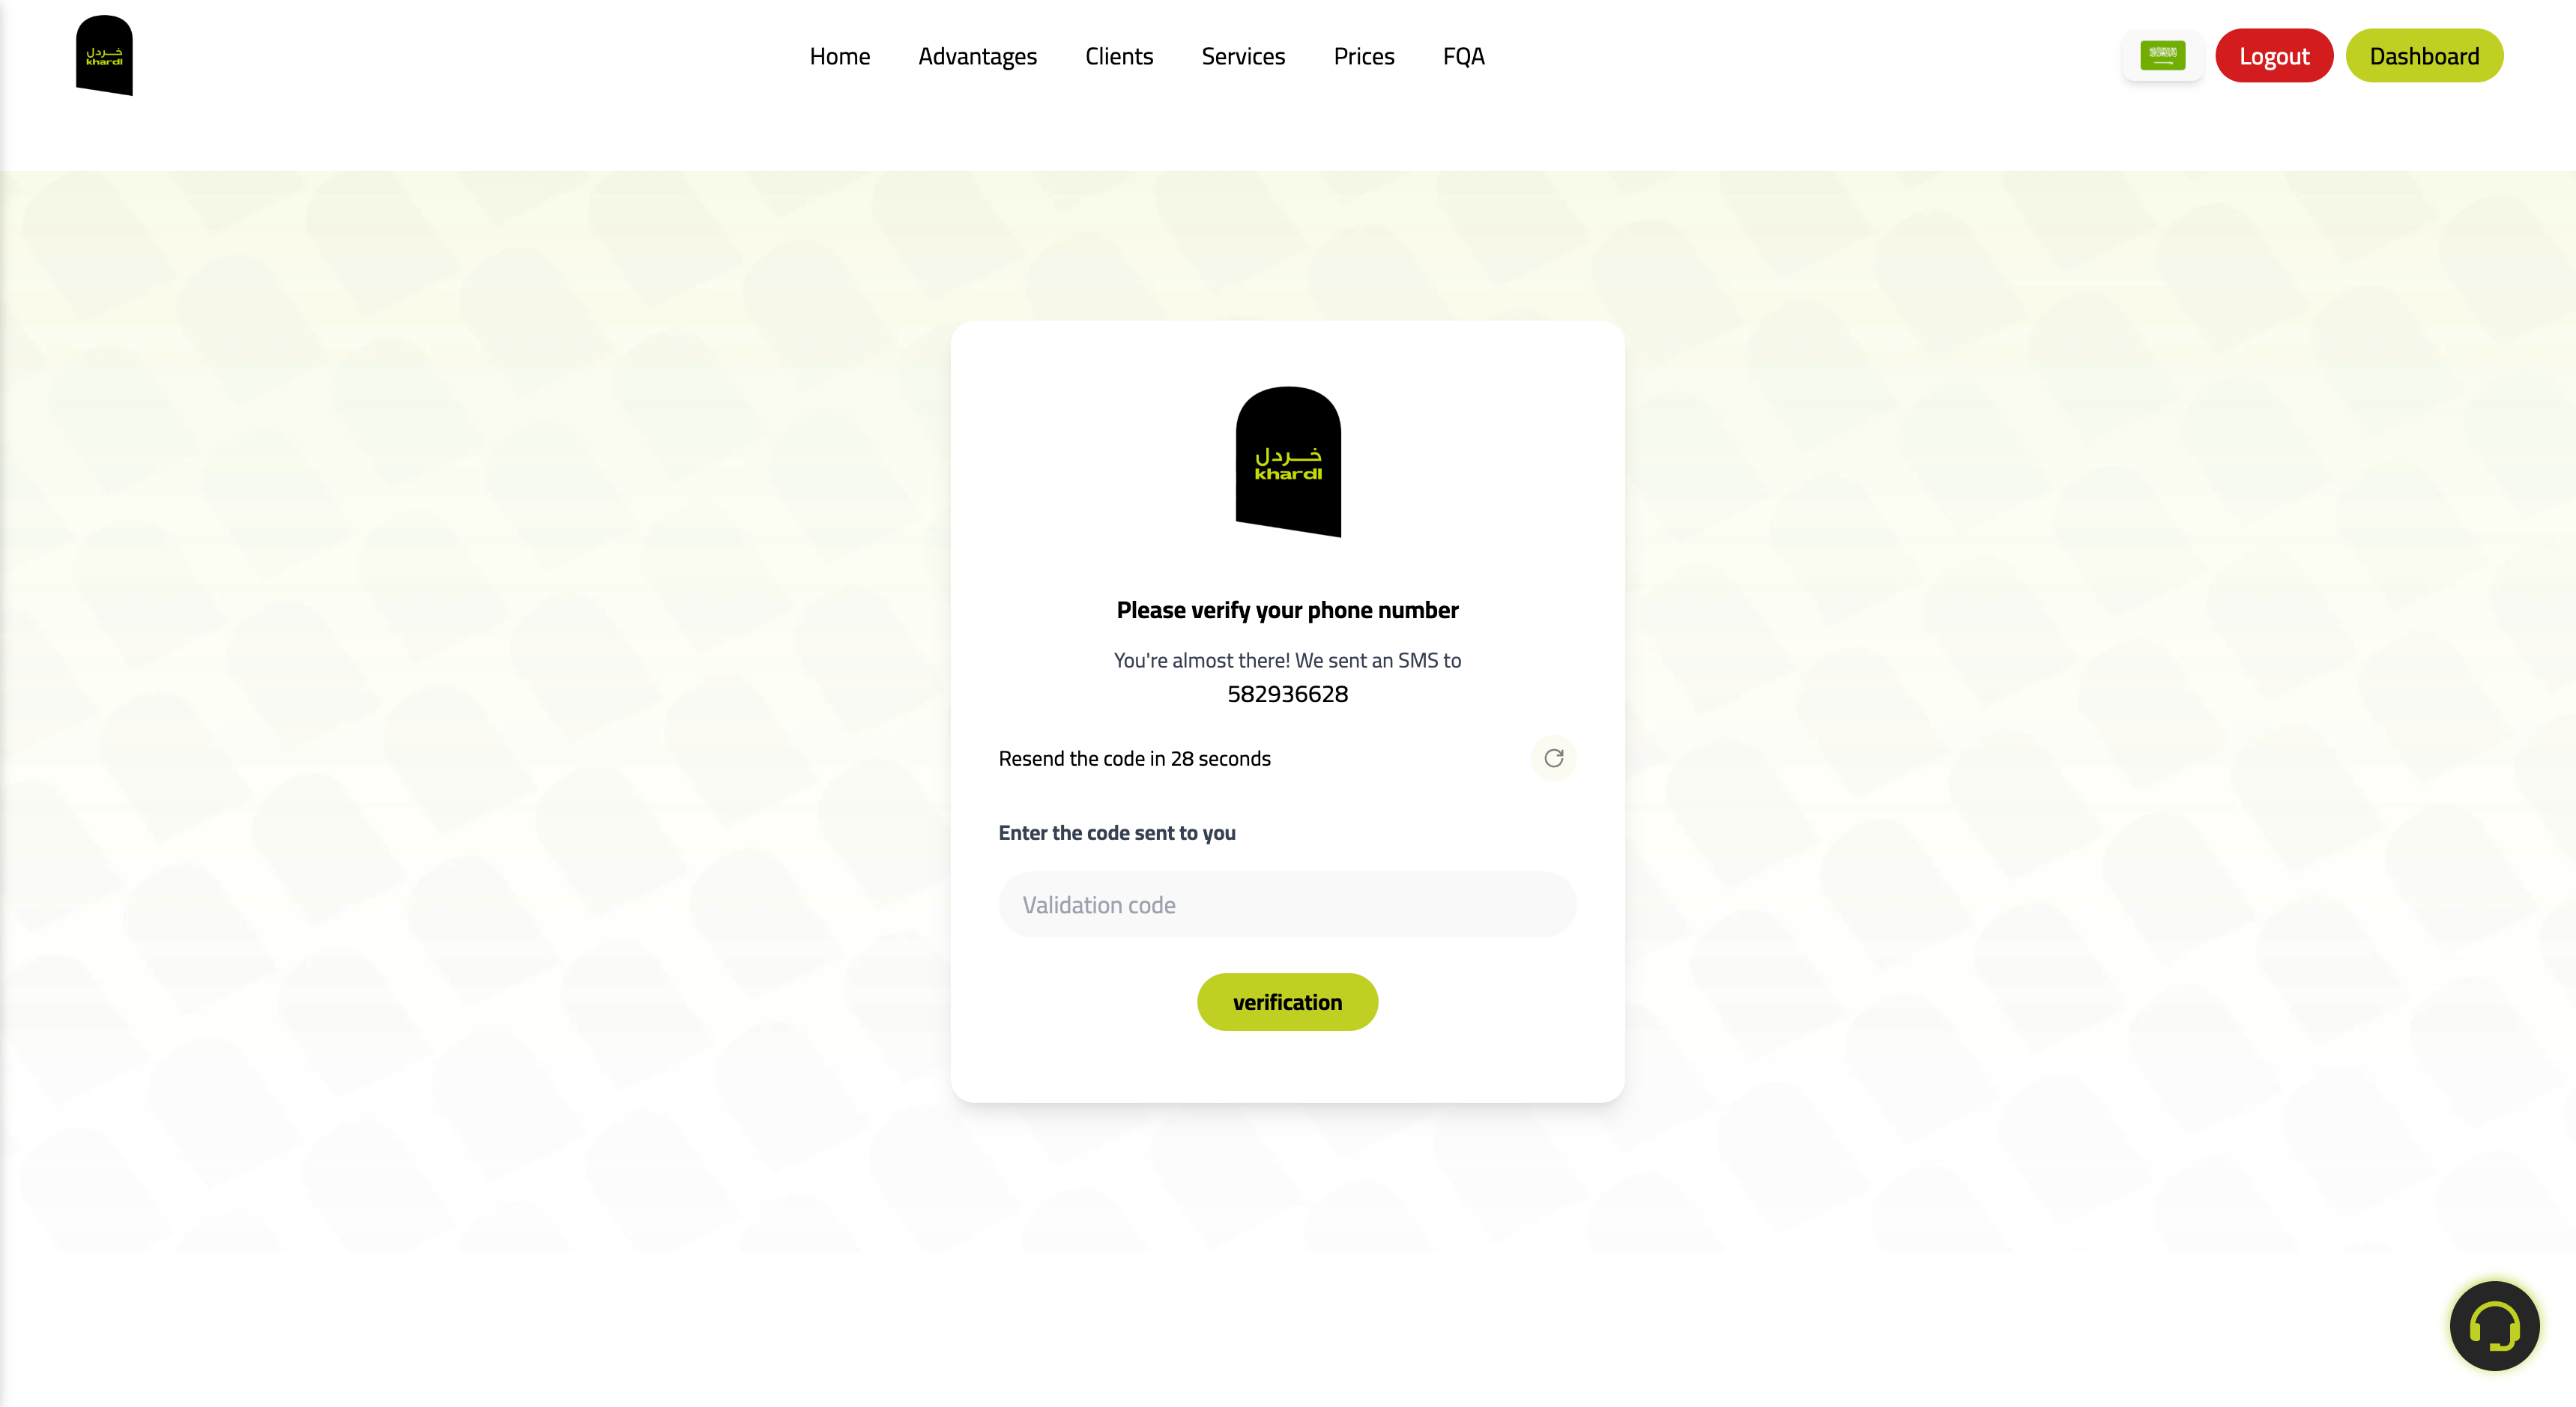 خردل
khardl
Home
Advantages
Clients
Services
Prices
FQA
Logout
Dashboard
خردل
khardl
Please verify your phone number
You're almost there! We sent an SMS to
582936628
Resend the code in 28 seconds
Enter the code sent to you
Validation code
verification